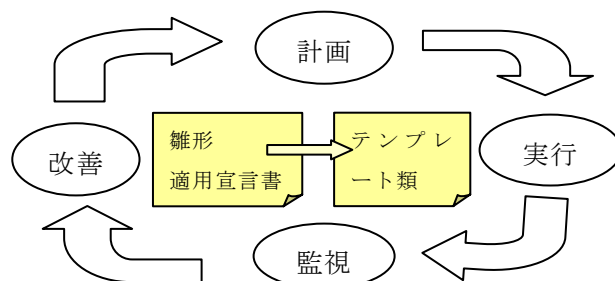 計画
雛形
適用宣言書
テンプレ
ート類
改善
実行
監視